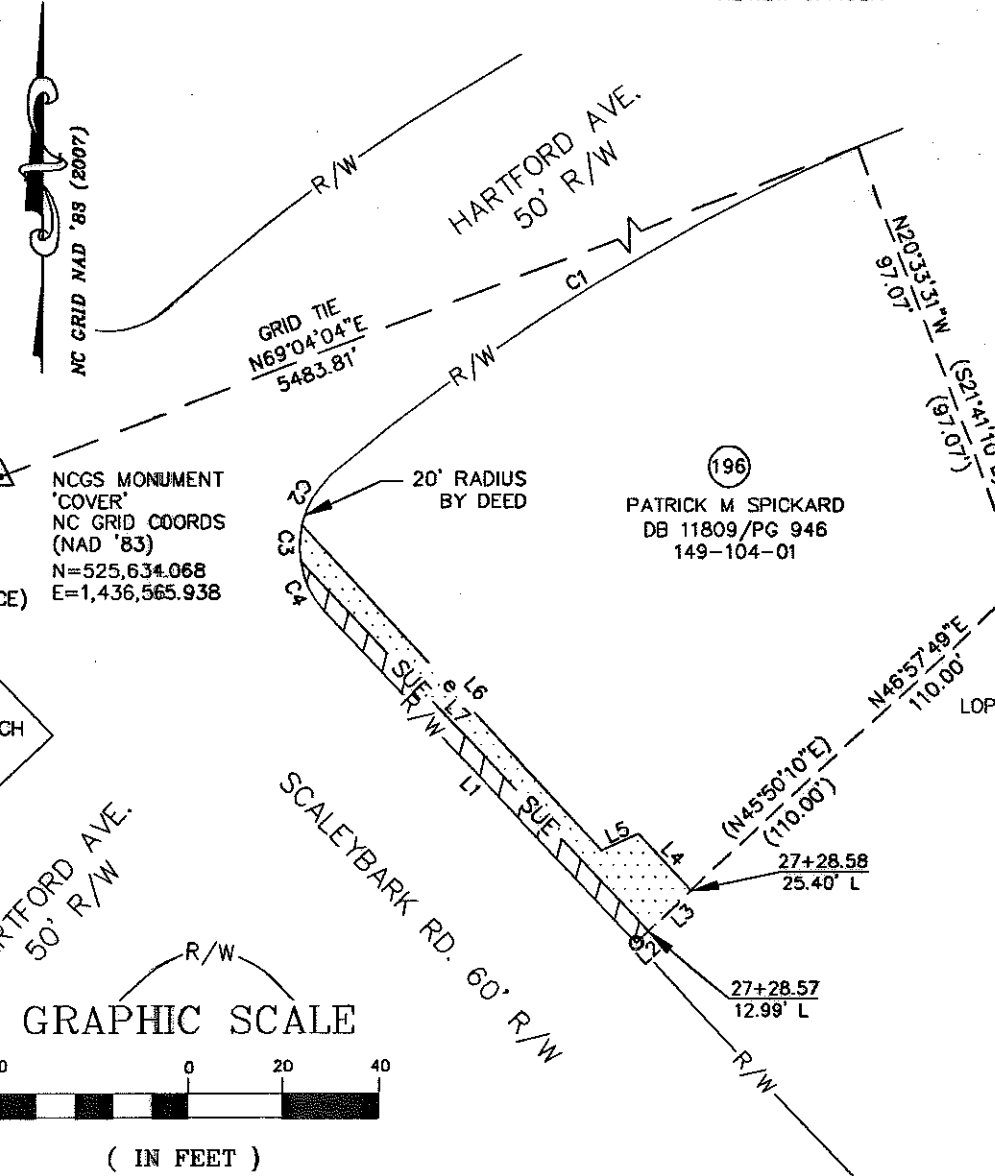 NC GRID NAD '83 (2007)
R/W
HARTFORD AVE.
50' R/W
C1
GRID TIE
N69°04'04"E
5483.81'
R/W
N20°33'31"W
97.07'
(S21°41'10"E)
(97.07')
NCGS MONUMENT
'COVER'
NC GRID COORDS
(NAD '83)
N=525,634.068
E=1,436,565.938
C2
C3
C4
20' RADIUS
BY DEED
196
PATRICK M SPICKARD
DB 11809/PG 946
149-104-01
SUE
e
L6
L7
R/W
L1
SUE
L5
L4
L3
L2
N46°57'49"E
110.00'
(N45°50'10"E)
(110.00')
LOP
27+28.58
25.40' L
27+28.57
12.99' L
CH
RTFORD AVE.
50' R/W
SCALEYBARK RD. 60' R/W
R/W
R/W
GRAPHIC SCALE
0
0
20
40
( IN FEET )